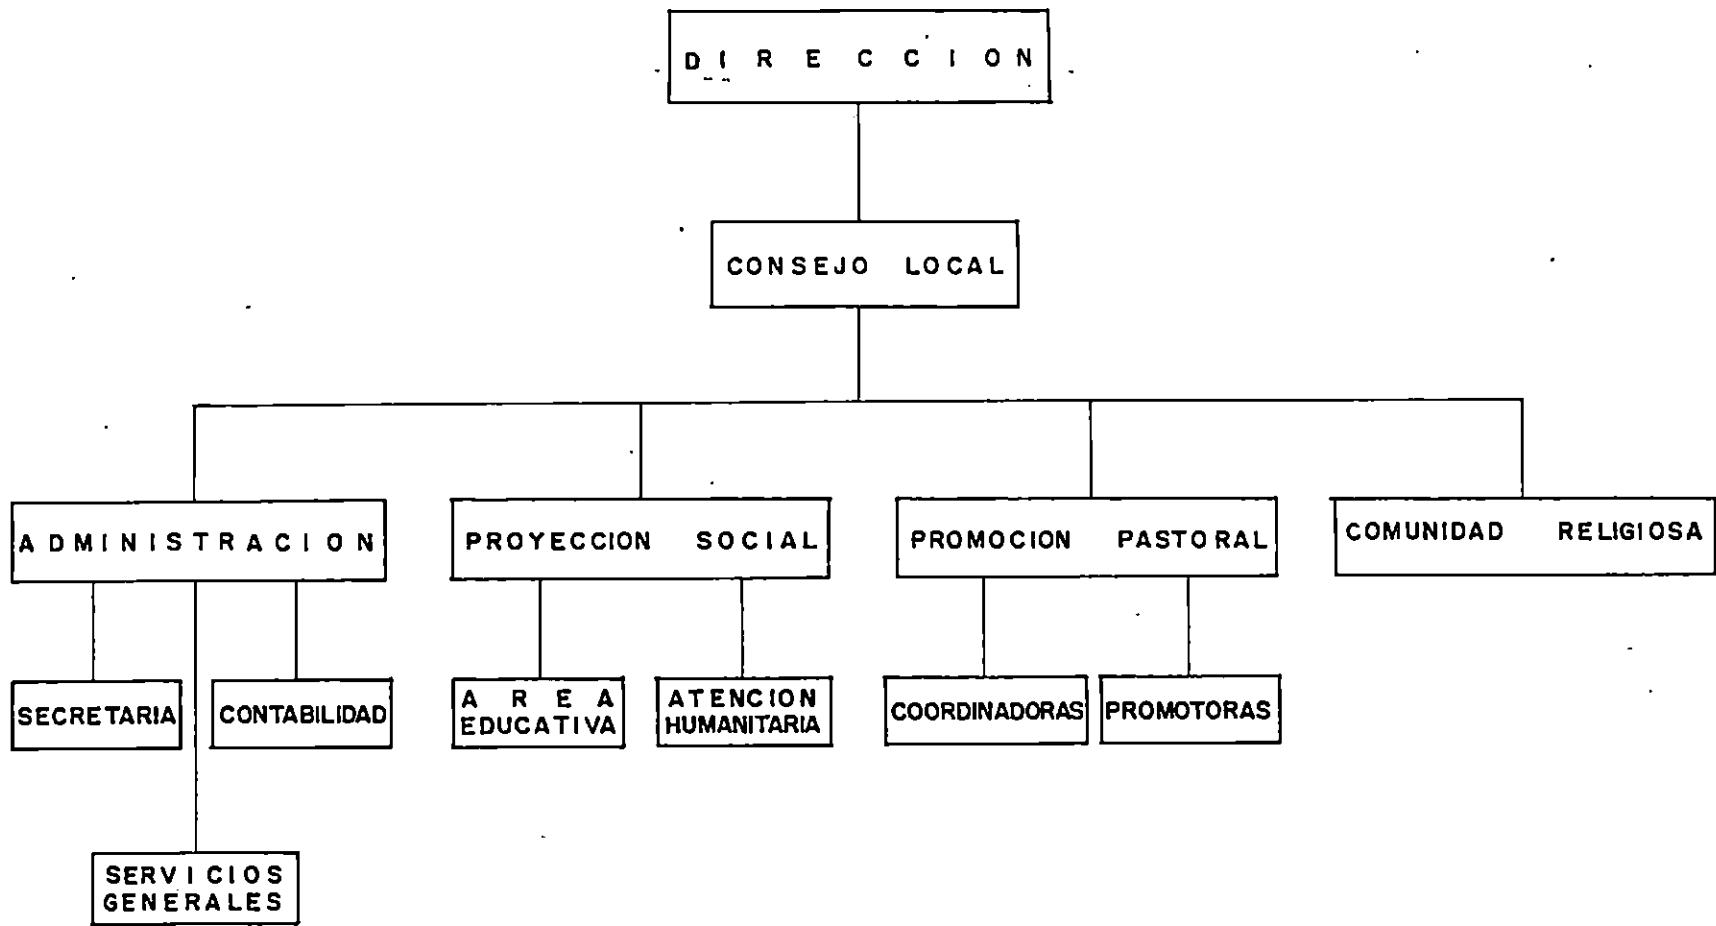 DIRECCION
CONSEJO LOCAL
ADMINISTRACION
PROYECCION SOCIAL
PROMOCION PASTORAL
COMUNIDAD RELIGIOSA
SECRETARIA
CONTABILIDAD
AREA
EDUCATIVA
ATENCION
HUMANITARIA
COORDINADORAS
PROMOTORAS
SERVICIOS
GENERALES